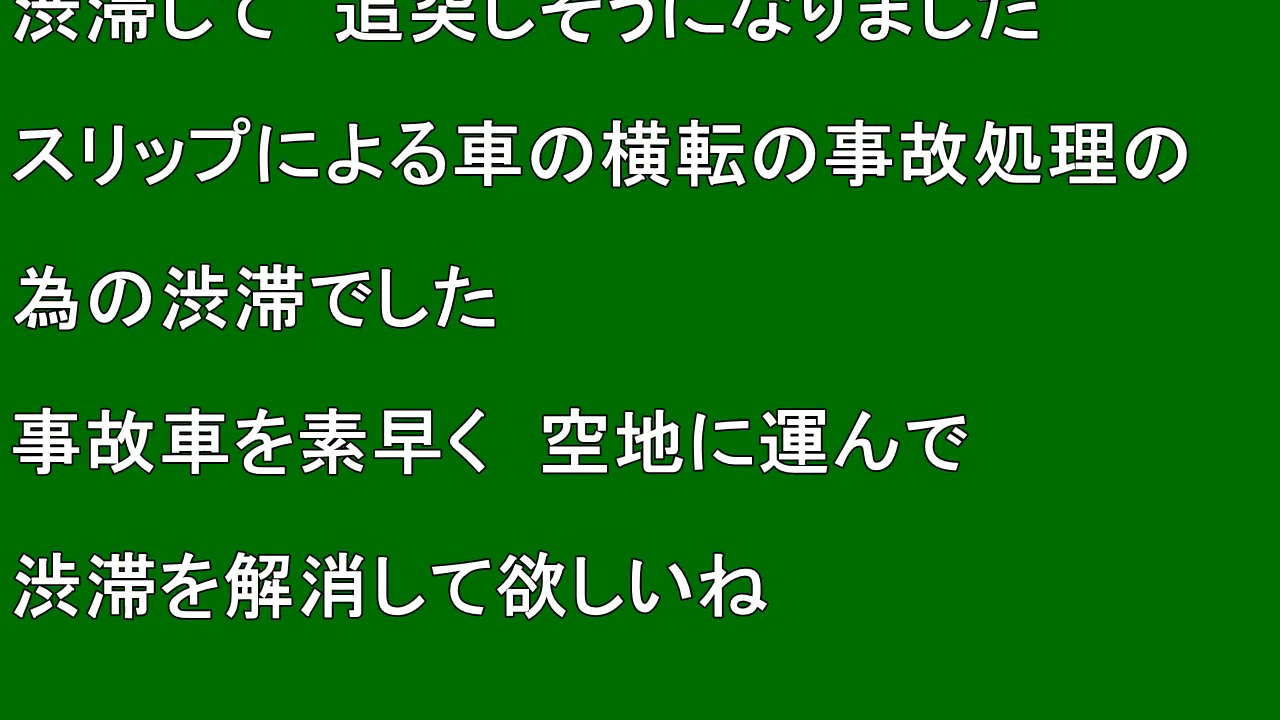 渋滞して　追突しそうになりました
スリップによる車の横転の事故処理の
為の渋滞でした
事故車を素早く　空地に運んで
渋滞を解消して欲しいね